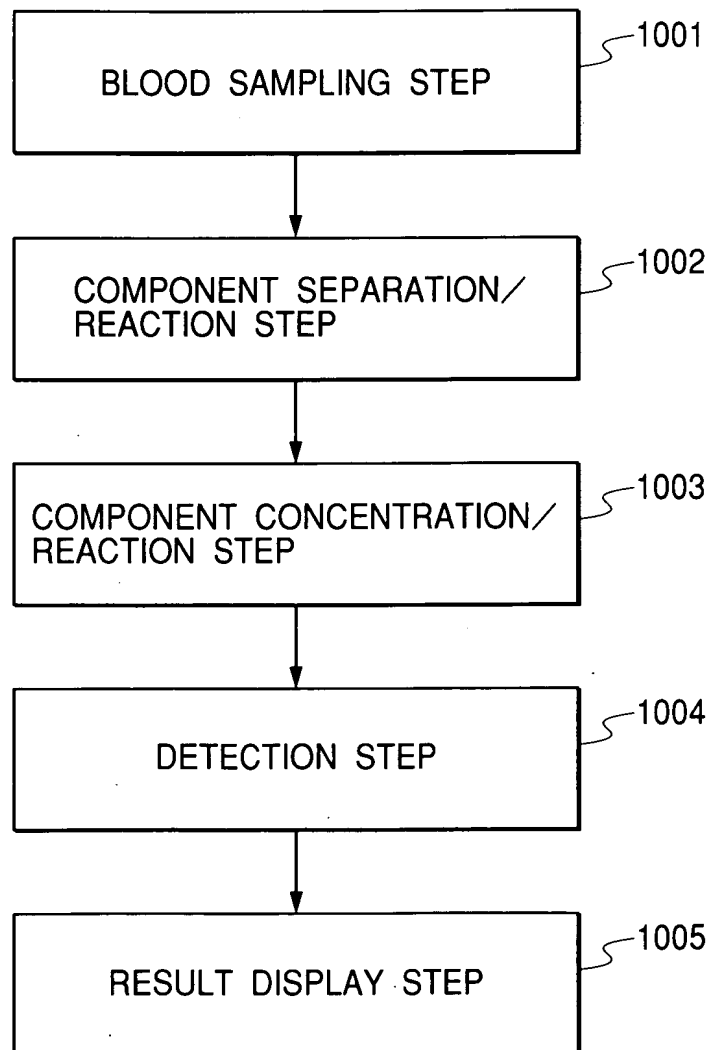 1001
BLOOD SAMPLING STEP
1002
COMPONENT SEPARATION/
REACTION STEP
1003
COMPONENT CONCENTRATION/
REACTION STEP
1004
DETECTION STEP
1005
RESULT DISPLAY STEP